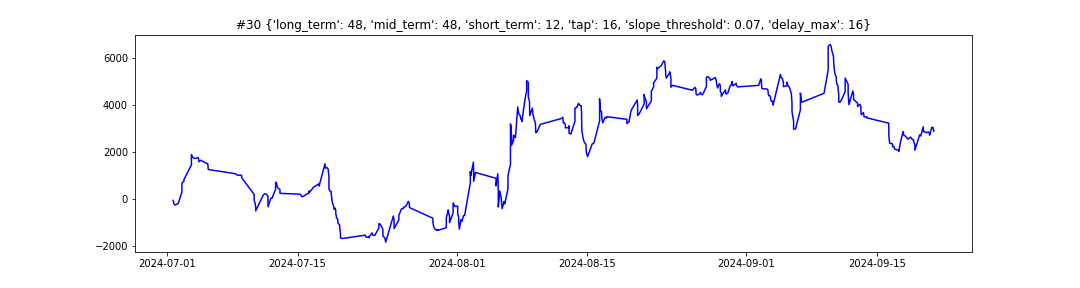 #30 {'long_term': 48, 'mid_term': 48, 'short_term': 12, 'tap': 16, 'slope_threshold': 0.07, 'delay_max': 16}
6000
4000
2000
0
−2000
2024-07-01 2024-07-15 2024-08-01 2024-08-15 2024-09-01 2024-09-15